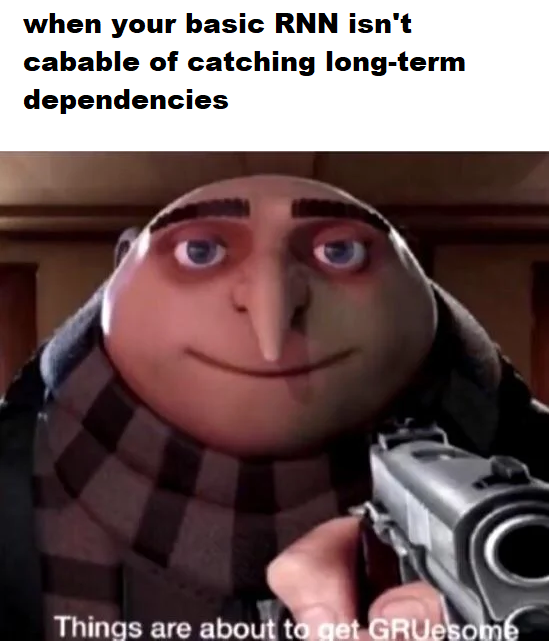 when your basic RNN isn't
cabable of catching long-term
dependencies
Things are about to get GRUesome